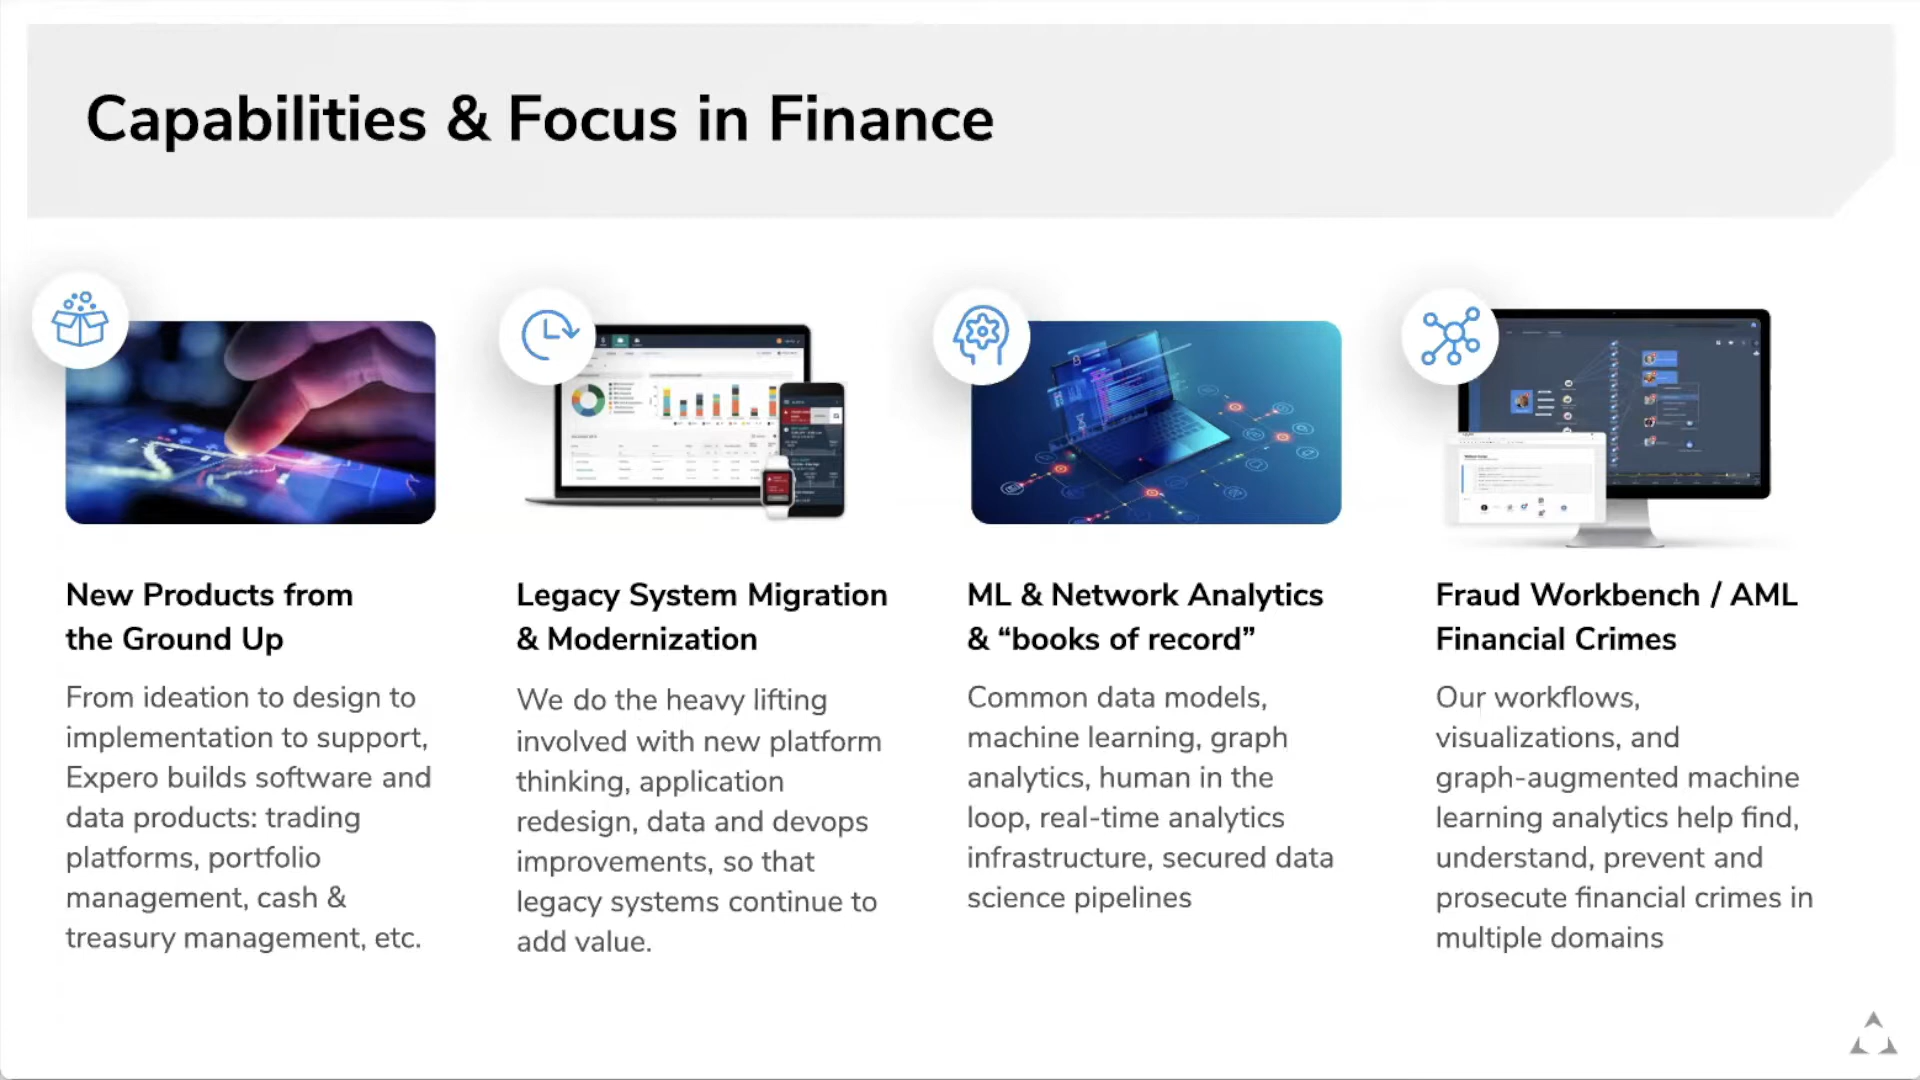 Capabilities & Focus in Finance
New Products from
the Ground Up
From ideation to design to
implementation to support,
Expero builds software and
data products: trading
platforms, portfolio
management, cash &
treasury management, etc.
Legacy System Migration
& Modernization
We do the heavy lifting
involved with new platform
thinking, application
redesign, data and devops
improvements, so that
legacy systems continue to
add value.
ML & Network Analytics
& “books of record”
Common data models,
machine learning, graph
analytics, human in the
loop, real-time analytics
infrastructure, secured data
science pipelines
Fraud Workbench / AML
Financial Crimes
Our workflows,
visualizations, and
graph-augmented machine
learning analytics help find,
understand, prevent and
prosecute financial crimes in
multiple domains